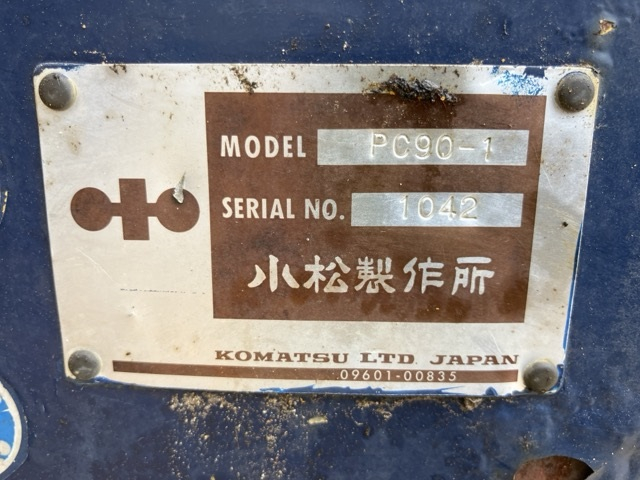 MODEL PC90-1
SERIAL NO. 1042
小松製作所
KOMATSU LTD. JAPAN
09601-00835